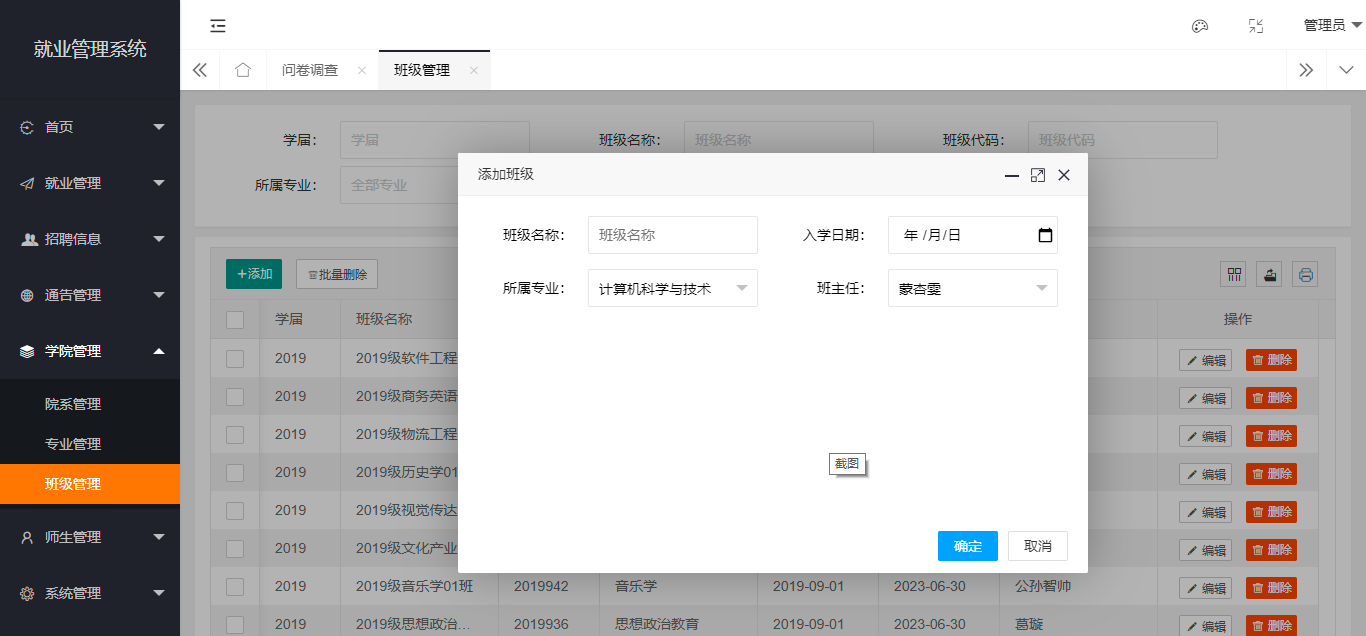 就业管理系统
管理员
问卷调查
班级管理
首页
就业管理
招聘信息
通告管理
学院管理
院系管理
专业管理
班级管理
师生管理
系统管理
学届: 学届 班级名称: 班级名称 班级代码: 班级代码
所属专业: 全部专业
添加班级
班级名称: 班级名称 入学日期: 年 /月/日
所属专业: 计算机科学与技术 班主任: 蒙杏雯
截图
确定 取消
+添加 批量删除
学届 班级名称 操作
2019 2019级软件工程 编辑 删除
2019 2019级商务英语 编辑 删除
2019 2019级物流工程 编辑 删除
2019 2019级历史学01 编辑 删除
2019 2019级视觉传达 编辑 删除
2019 2019级文化产业 编辑 删除
2019 2019级音乐学01班 2019942 音乐学 2019-09-01 2023-06-30 公孙智帅 编辑 删除
2019 2019级思想政治... 2019936 思想政治教育 2019-09-01 2023-06-30 葛璇 编辑 删除